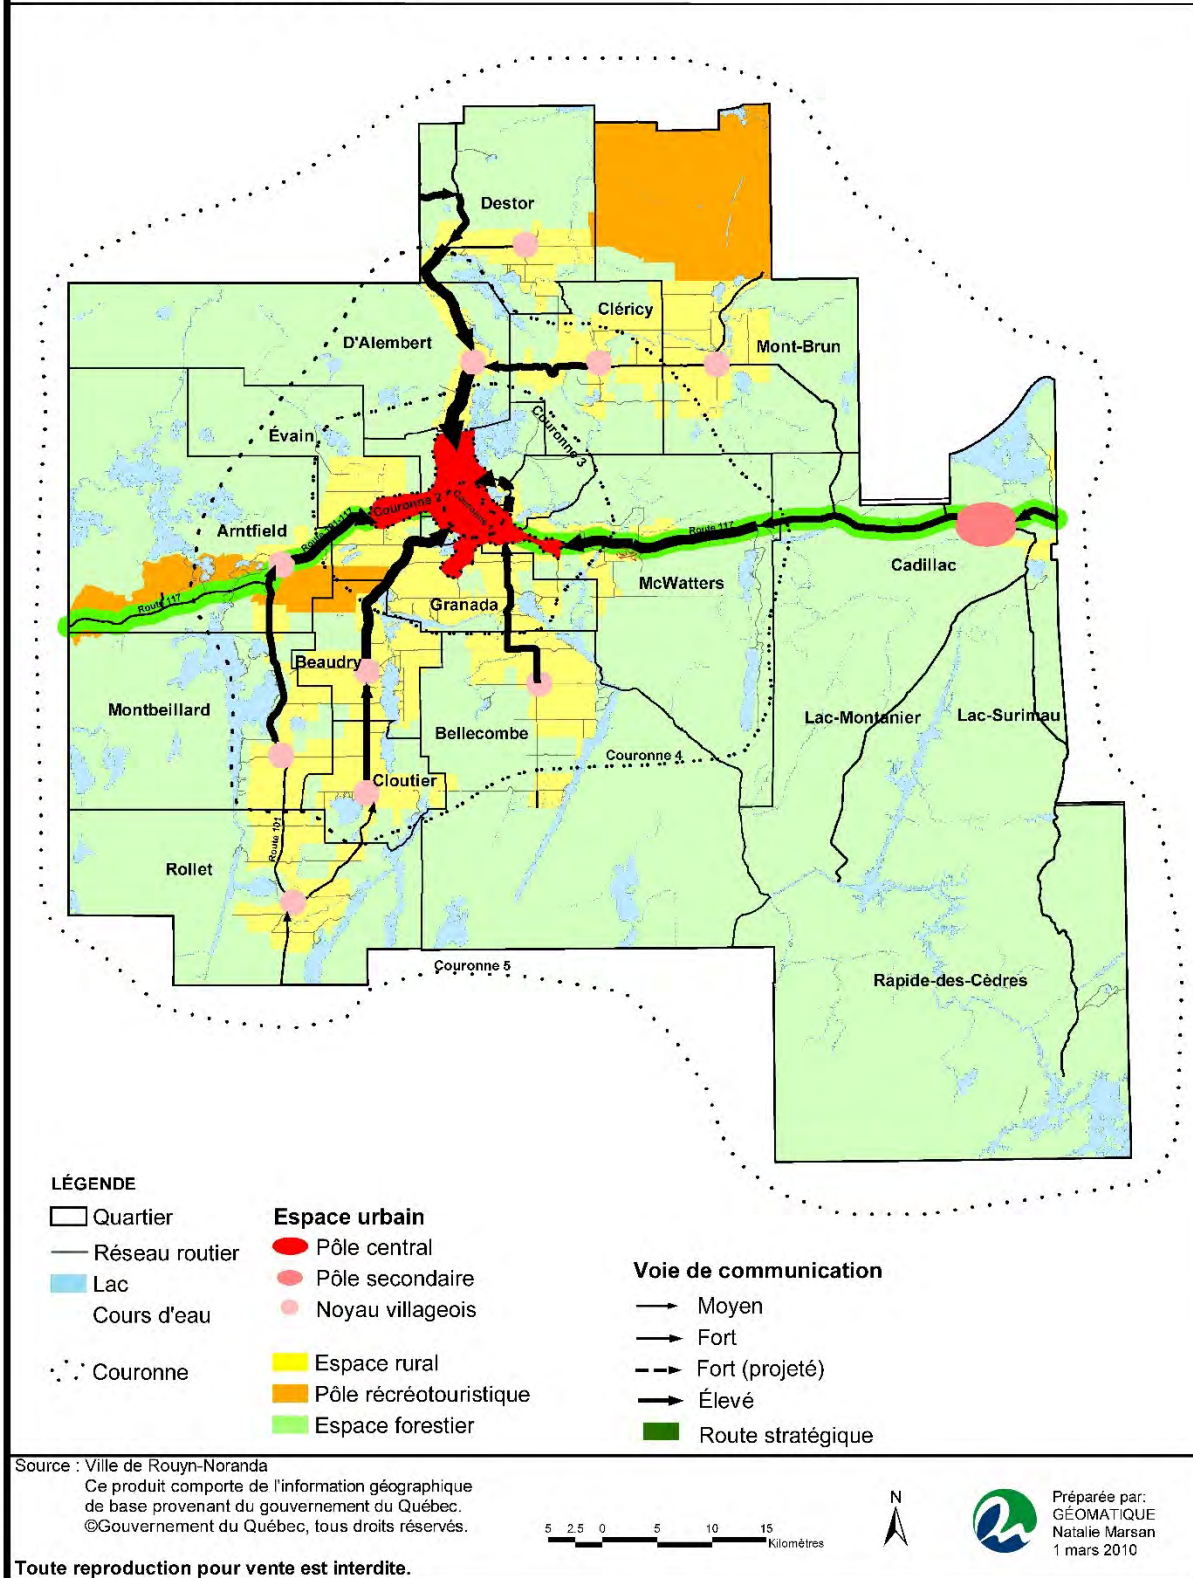 Destor
Cléricy
D'Alembert
Mont-Brun
Évain
Couronne 3
Couronne 2
Couronne 1
Arntfield
Route 117
Cadillac
McWatters
Route 117
Granada
Beaudry
Montbeillard
Lac-Montanier
Lac-Surimau
Bellecombe
Couronne 4
Cloutier
Route 101
Rollet
Couronne 5
Rapide-des-Cèdres
LÉGENDE
Quartier
Réseau routier
Lac
Cours d'eau
Couronne
Espace urbain
Pôle central
Pôle secondaire
Noyau villageois
Espace rural
Pôle récréotouristique
Espace forestier
Voie de communication
Moyen
Fort
Fort (projeté)
Élevé
Route stratégique
Source : Ville de Rouyn-Noranda
Ce produit comporte de l'information géographique
de base provenant du gouvernement du Québec.
©Gouvernement du Québec, tous droits réservés.
Toute reproduction pour vente est interdite.
5 2.5 0 5 10 15
Kilomètres
N
Préparée par:
GÉOMATIQUE
Natalie Marsan
1 mars 2010